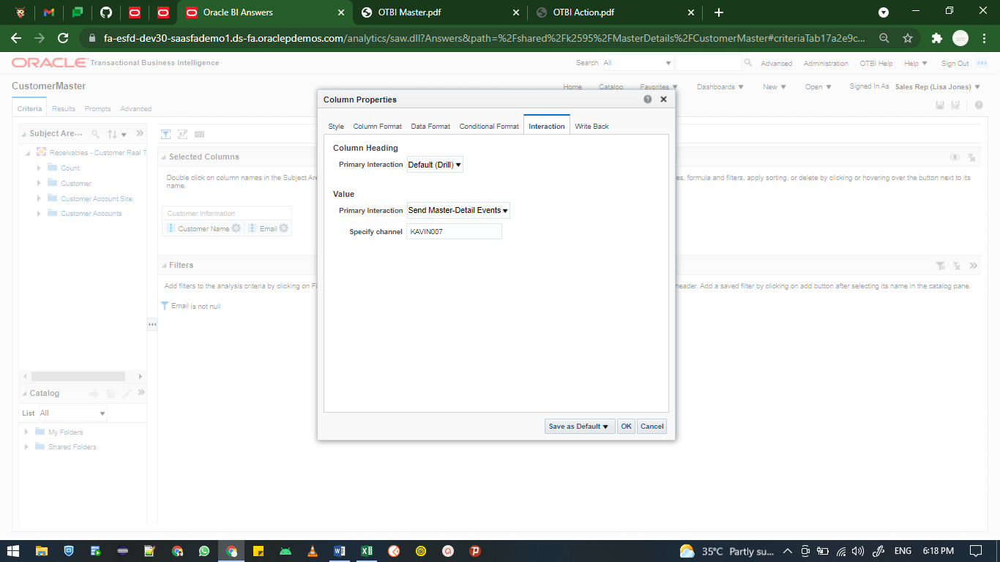 Oracle BI Answers
OTBI Master.pdf
OTBI Action.pdf
fa-esfd-dev30-saasfademo1.ds-fa.oraclepdemos.com/analytics/saw.dll?Answers&path=%2Fshared%2Fk2595%2FMasterDetails%2FCustomerMaster#criteriaTab17a2e9c...
ORACLE Transactional Business Intelligence
Search All
Advanced Administration OTBI Help Help Sign Out
CustomerMaster
Home Catalog Favorites Dashboards New Open Signed In As Sales Rep (Lisa Jones)
Criteria Results Prompts Advanced
Subject Are...
Receivables - Customer Real T
Count
Customer
Customer Account Site
Customer Accounts
Selected Columns
Double click on column names in the Subject Are
es, formula and filters, apply sorting, or delete by clicking or hovering over the button next to its
name.
Customer Information
Customer Name Email
Filters
Add filters to the analysis criteria by clicking on Fi
header. Add a saved filter by clicking on add button after selecting its name in the catalog pane.
Email is not null
Catalog
List All
My Folders
Shared Folders
Column Properties
Style Column Format Data Format Conditional Format Interaction Write Back
Column Heading
Primary Interaction Default (Drill)
Value
Primary Interaction Send Master-Detail Events
Specify channel KAVIN007
Save as Default OK Cancel
35°C Partly su... ENG 6:18 PM